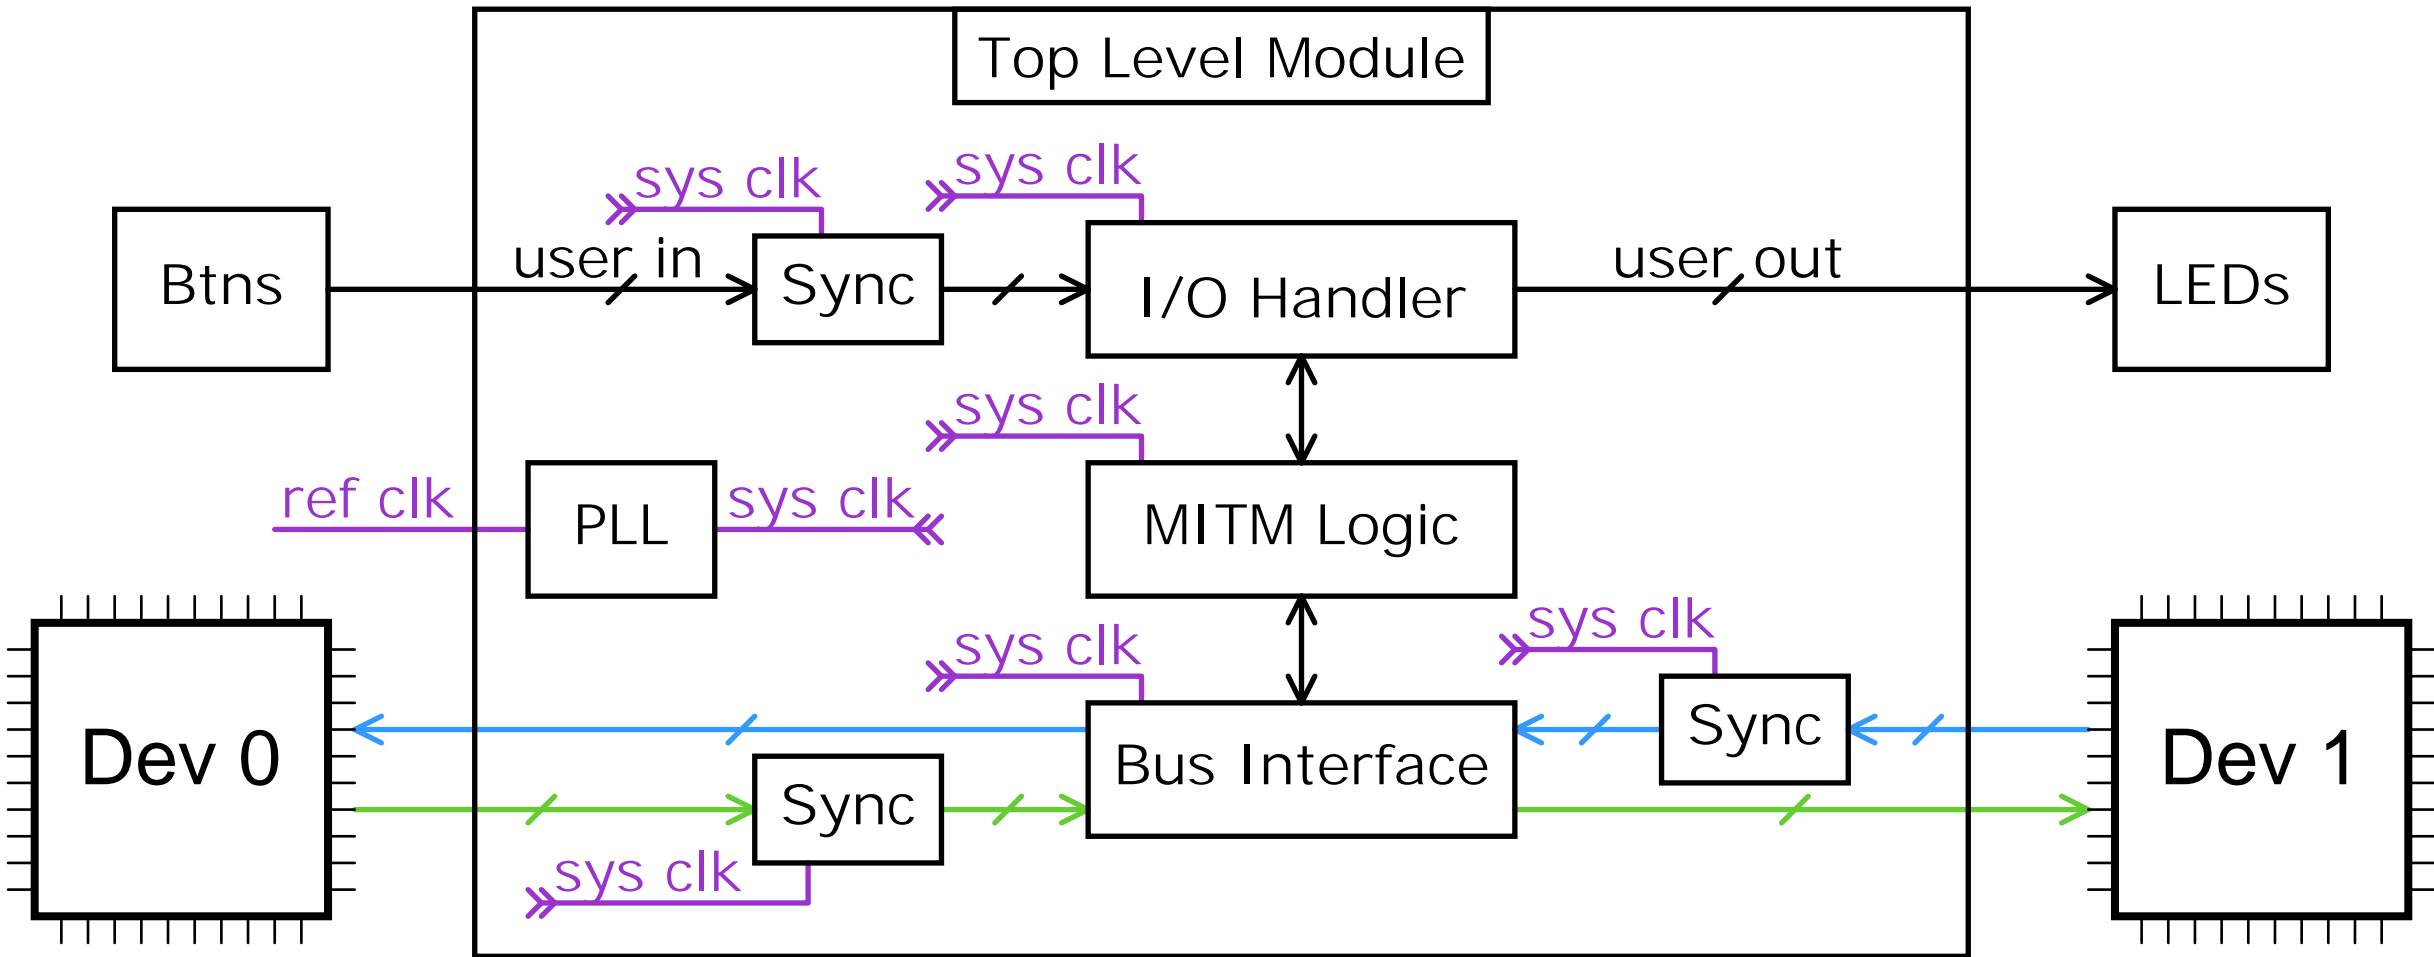 Top Level Module
sys clk
sys clk
Btns
user in
Sync
I/O Handler
user out
LEDs
sys clk
ref clk
PLL
sys clk
MITM Logic
sys clk
sys clk
Dev 0
Sync
Bus Interface
Sync
Dev 1
sys clk